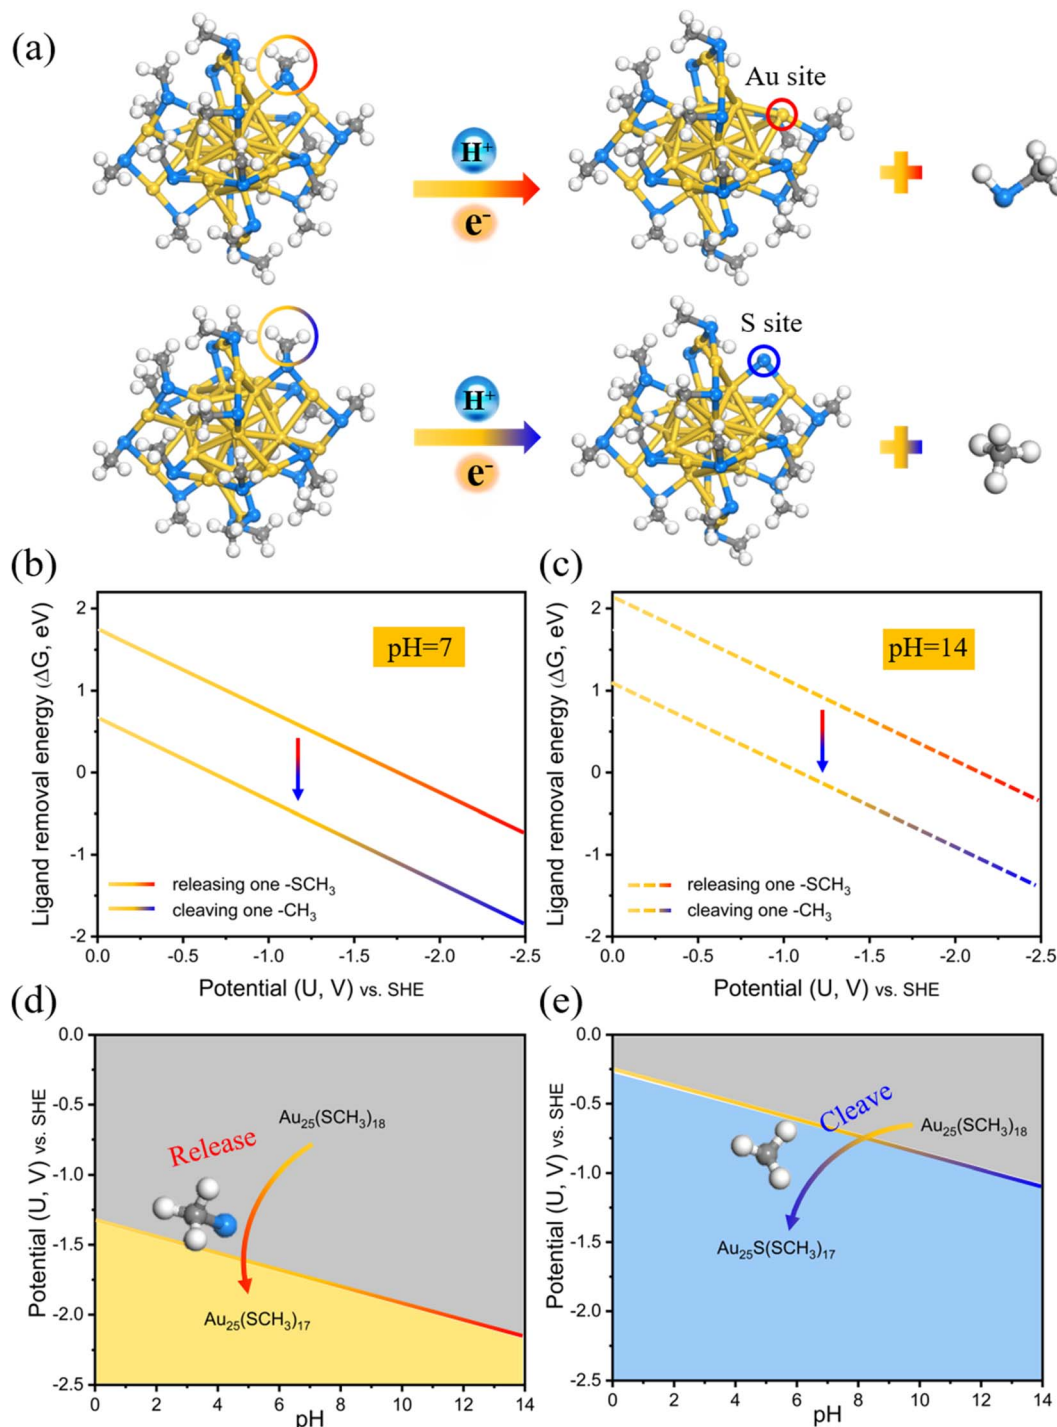 (a)
Au site
H⁺
e⁻
S site
H⁺
e⁻
(b)
(c)
Ligand removal energy (ΔG, eV)
2
1
0
-1
-2
pH=7
releasing one -SCH₃
cleaving one -CH₃
0.0 -0.5 -1.0 -1.5 -2.0 -2.5
Potential (U, V) vs. SHE
Ligand removal energy (ΔG, eV)
2
1
0
-1
-2
pH=14
releasing one -SCH₃
cleaving one -CH₃
0.0 -0.5 -1.0 -1.5 -2.0 -2.5
Potential (U, V) vs. SHE
(d)
(e)
Potential (U, V) vs. SHE
0.0
-0.5
-1.0
-1.5
-2.0
-2.5
Au₂₅(SCH₃)₁₈
Release
Au₂₅(SCH₃)₁₇
0 2 4 6 8 10 12 14
pH
Potential (U, V) vs. SHE
0.0
-0.5
-1.0
-1.5
-2.0
-2.5
Cleave
Au₂₅(SCH₃)₁₈
Au₂₅S(SCH₃)₁₇
0 2 4 6 8 10 12 14
pH